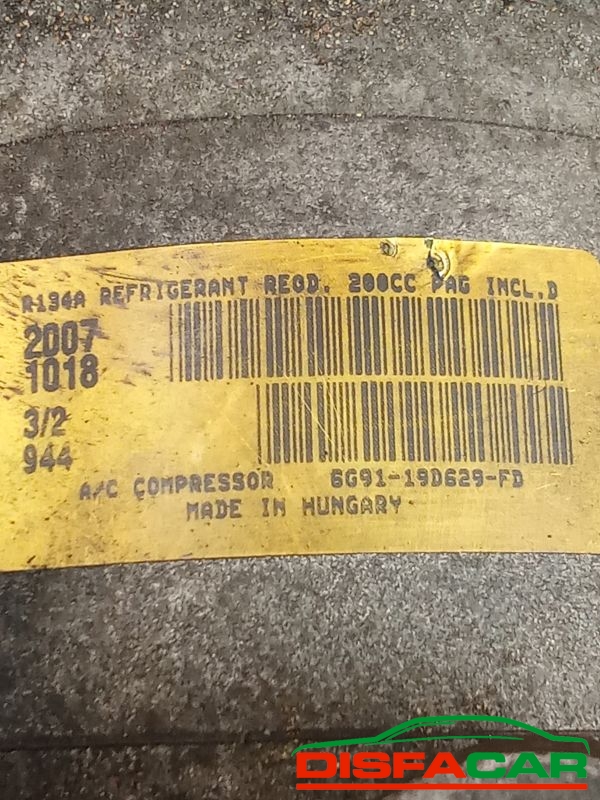 R134A REFRIGERANT REQD. 200CC PAG INCL.D
2007
1018
3/2
944
A/C COMPRESSOR 6G91-19D629-FD
MADE IN HUNGARY
DISFACAR